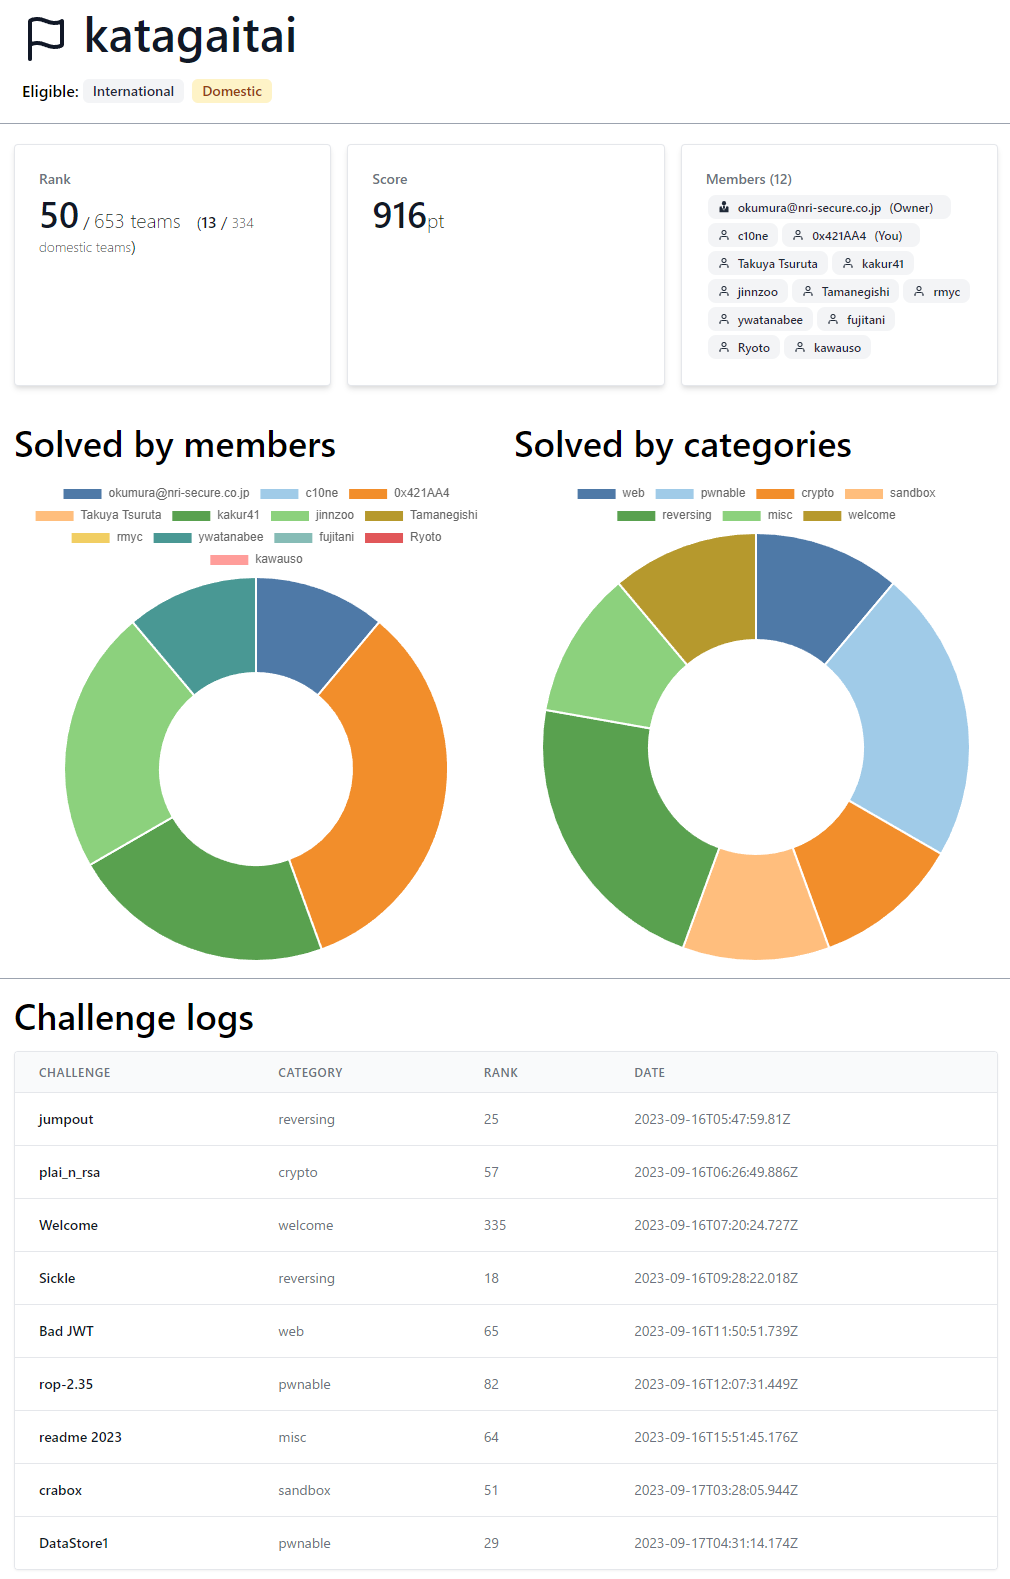 katagaitai
Eligible: International Domestic
Rank
50 / 653 teams (13 / 334
domestic teams)
Score
916pt
Members (12)
okumura@nri-secure.co.jp (Owner)
c10ne 0x421AA4 (You)
Takuya Tsuruta kakur41
jinnzoo Tamanegishi rmyc
ywatanabee fujitani
Ryoto kawauso
Solved by members
okumura@nri-secure.co.jp c10ne 0x421AA4
Takuya Tsuruta kakur41 jinnzoo Tamanegishi
rmyc ywatanabee fujitani Ryoto
kawauso
Solved by categories
web pwnable crypto sandbox
reversing misc welcome
Challenge logs
CHALLENGE CATEGORY RANK DATE
jumpout reversing 25 2023-09-16T05:47:59.81Z
plai_n_rsa crypto 57 2023-09-16T06:26:49.886Z
Welcome welcome 335 2023-09-16T07:20:24.727Z
Sickle reversing 18 2023-09-16T09:28:22.018Z
Bad JWT web 65 2023-09-16T11:50:51.739Z
rop-2.35 pwnable 82 2023-09-16T12:07:31.449Z
readme 2023 misc 64 2023-09-16T15:51:45.176Z
crabox sandbox 51 2023-09-17T03:28:05.944Z
DataStore1 pwnable 29 2023-09-17T04:31:14.174Z